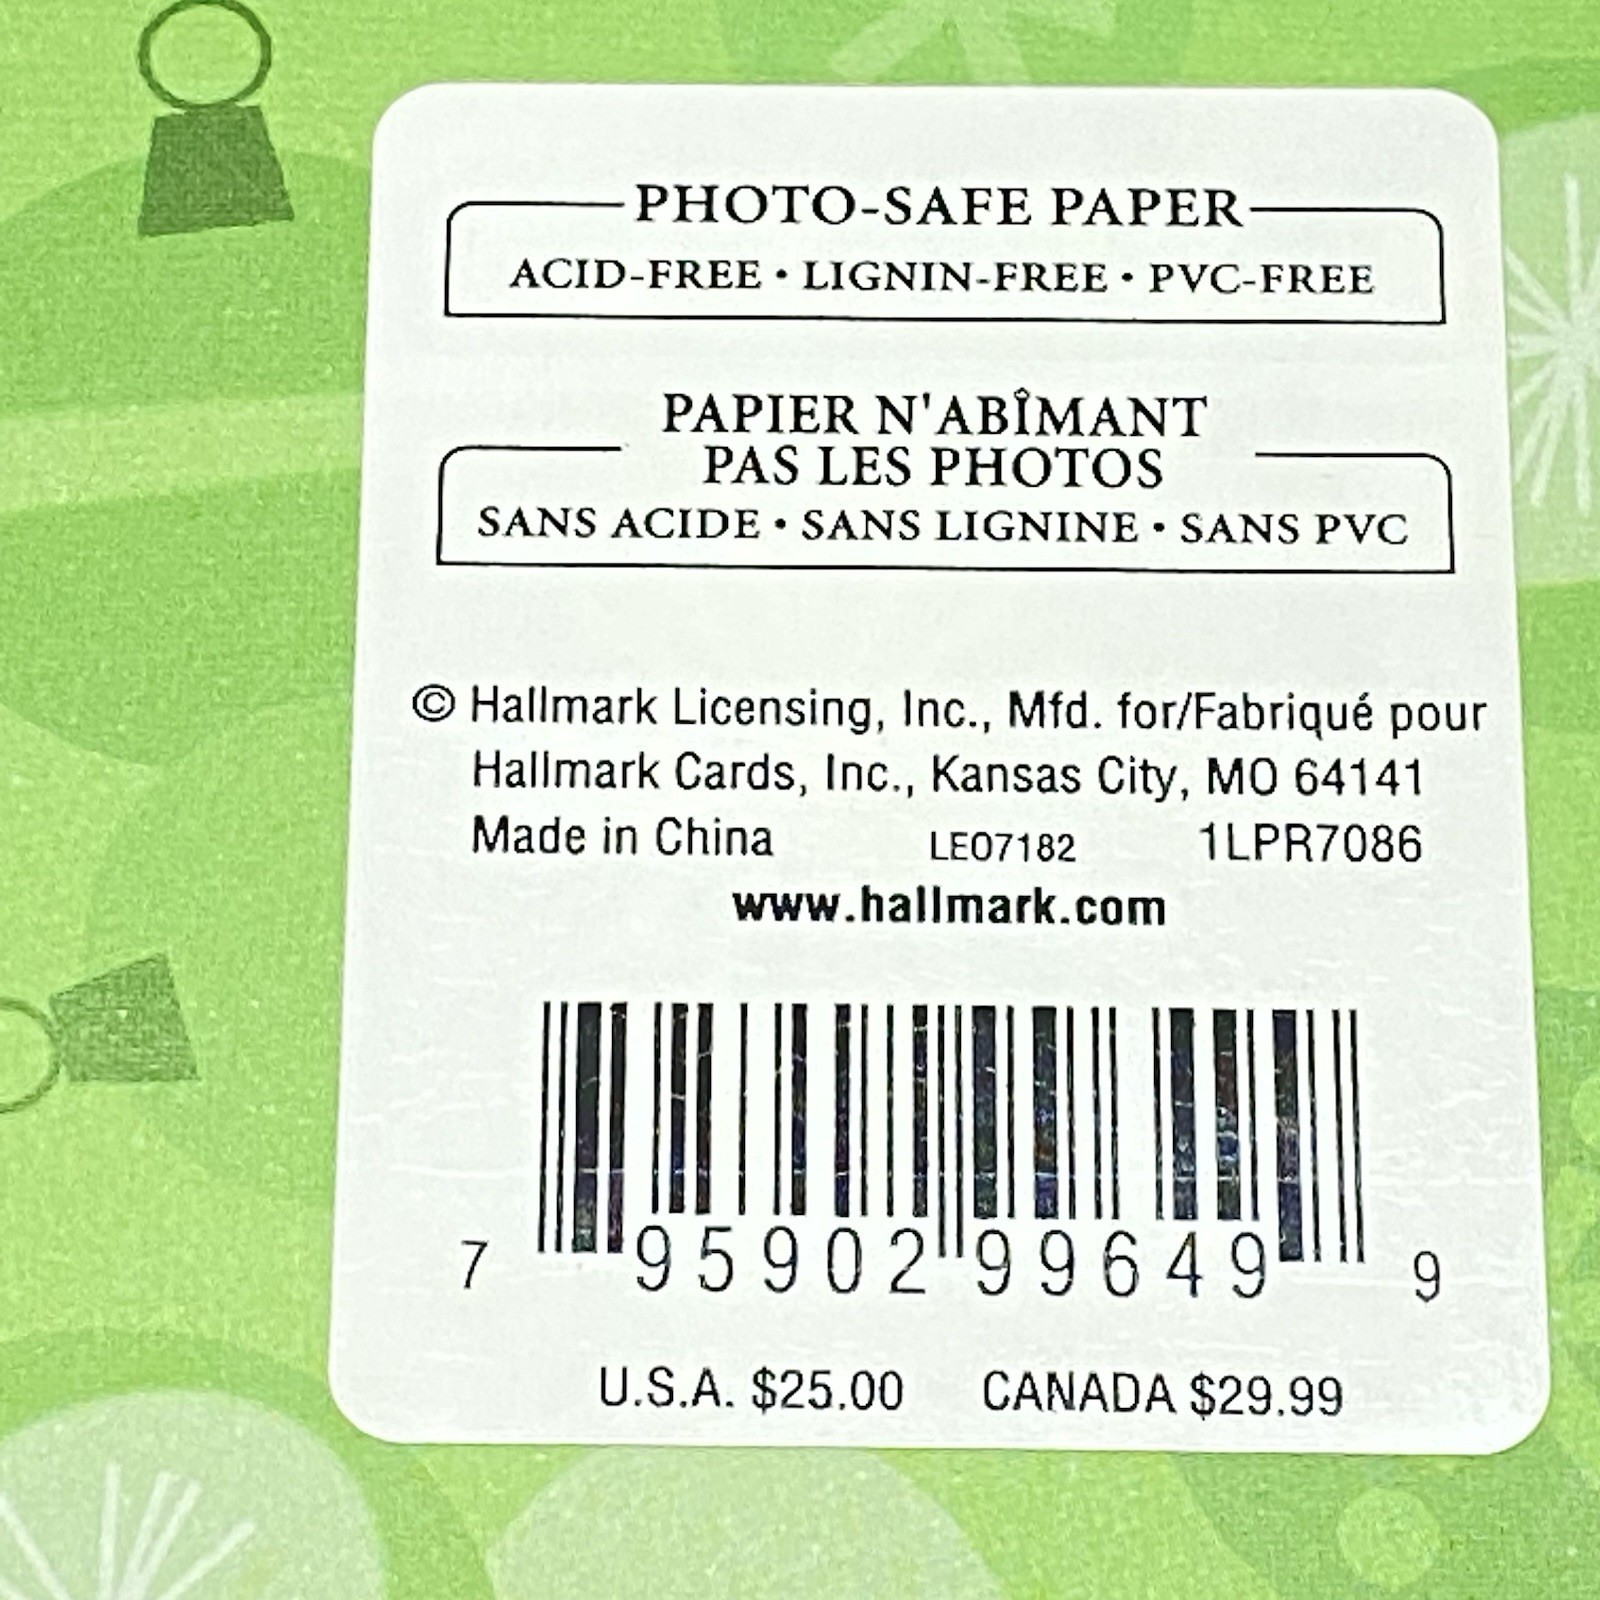 PHOTO-SAFE PAPER
ACID-FREE • LIGNIN-FREE • PVC-FREE
PAPIER N'ABÎMANT
PAS LES PHOTOS
SANS ACIDE • SANS LIGNINE • SANS PVC
© Hallmark Licensing, Inc., Mfd. for/Fabriqué pour
Hallmark Cards, Inc., Kansas City, MO 64141
Made in China LEO7182 1LPR7086
www.hallmark.com
7 95902 99649 9
U.S.A. $25.00 CANADA $29.99